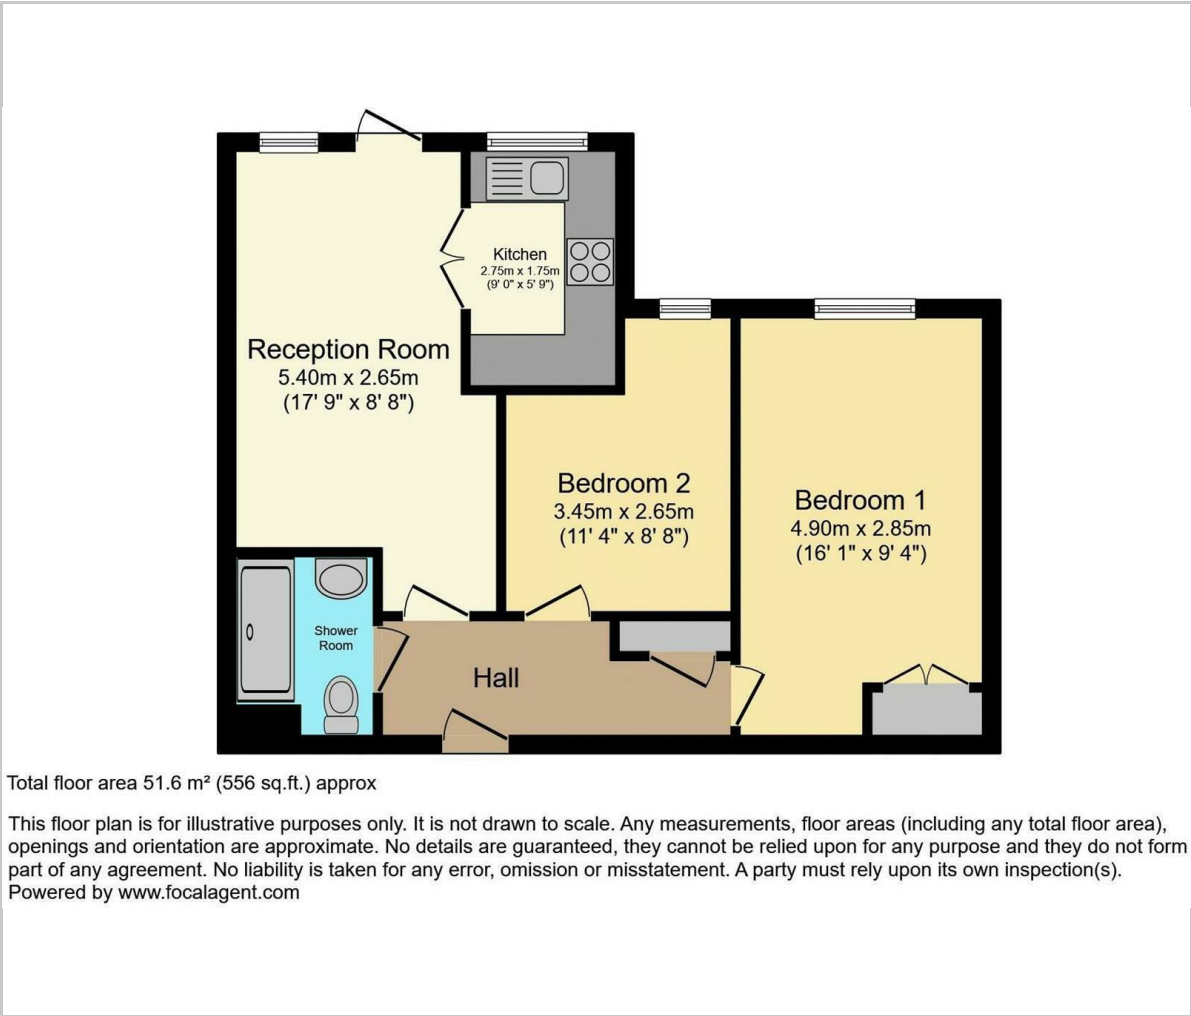 Kitchen
2.75m x 1.75m
(9' 0" x 5' 9")
Reception Room
5.40m x 2.65m
(17' 9" x 8' 8")
Bedroom 2
3.45m x 2.65m
(11' 4" x 8' 8")
Bedroom 1
4.90m x 2.85m
(16' 1" x 9' 4")
Shower
Room
Hall
Total floor area 51.6 m² (556 sq.ft.) approx
This floor plan is for illustrative purposes only. It is not drawn to scale. Any measurements, floor areas (including any total floor area),
openings and orientation are approximate. No details are guaranteed, they cannot be relied upon for any purpose and they do not form
part of any agreement. No liability is taken for any error, omission or misstatement. A party must rely upon its own inspection(s).
Powered by www.focalagent.com